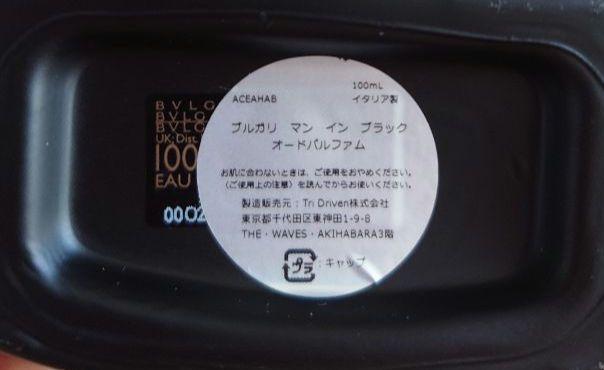 BVLG
BVLG
BVLG
UK Dist
100
EAU
00
ACEAHAB
100mL
イタリア製
ブルガリ マン イン ブラック
オードパルファム
お肌に合わないときは、ご使用をおやめください。
〈ご使用上の注意〉を読んでからお使いください。
製造販売元:Tri Driven株式会社
東京都千代田区東神田1-9-8
THE・WAVES・AKIHABARA3階
プラ:キャップ